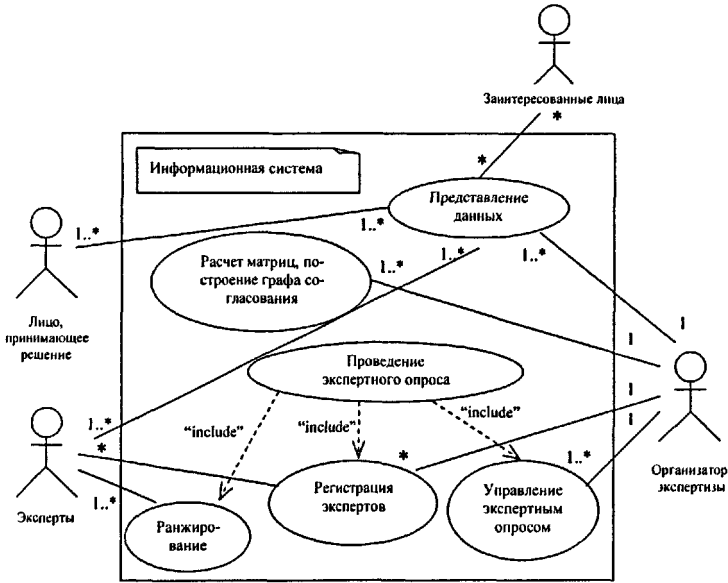 Заинтересованные лица
*
Информационная система
*
Представление
данных
1..*
1..*
1..*
1..*
Расчет матриц, по-
строение графа со-
гласования
1..*
Лицо,
принимающее
решение
1
1
Проведение
экспертного опроса
1
1
“include”
“include”
“include”
1..*
*
*
1..*
1..*
Эксперты
Ранжиро-
вание
Регистрация
экспертов
Управление
экспертным
опросом
Организатор
экспертизы